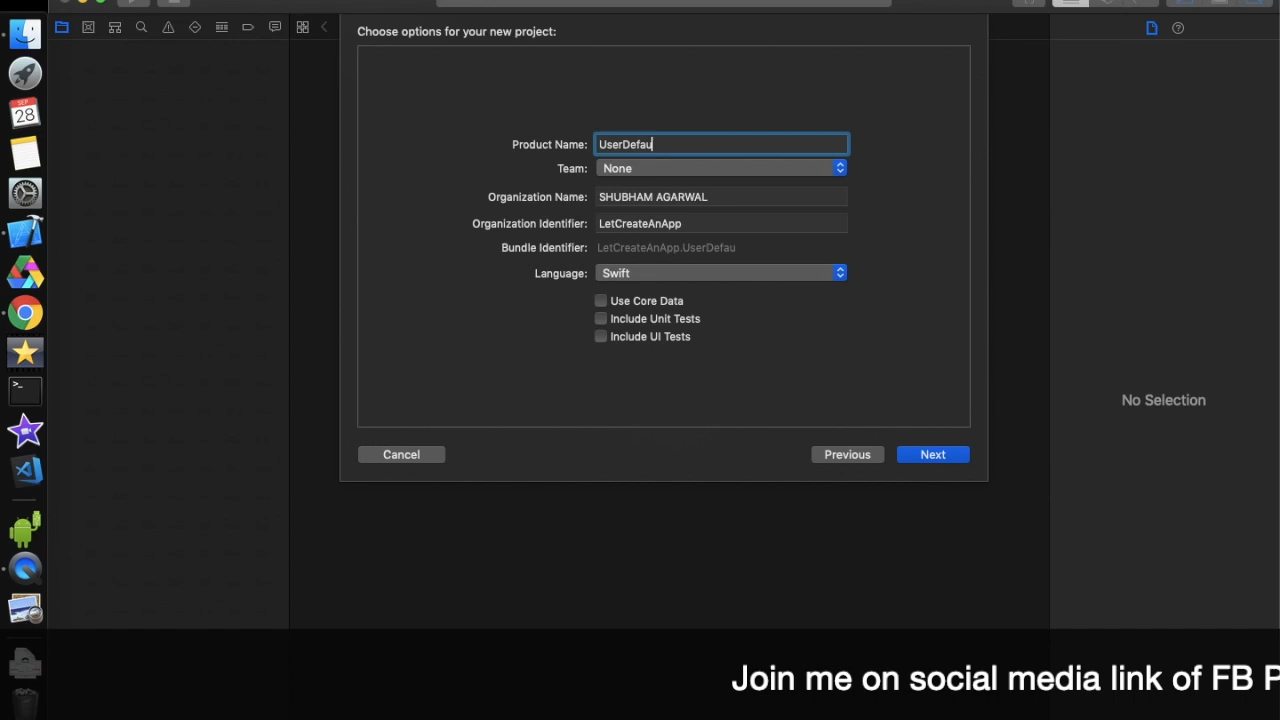 Choose options for your new project:
Product Name: UserDefau
Team: None
Organization Name: SHUBHAM AGARWAL
Organization Identifier: LetCreateAnApp
Bundle Identifier: LetCreateAnApp.UserDefau
Language: Swift
Use Core Data
Include Unit Tests
Include UI Tests
Cancel
Previous
Next
No Selection
SEP
28
>_
Join me on social media link of FB P